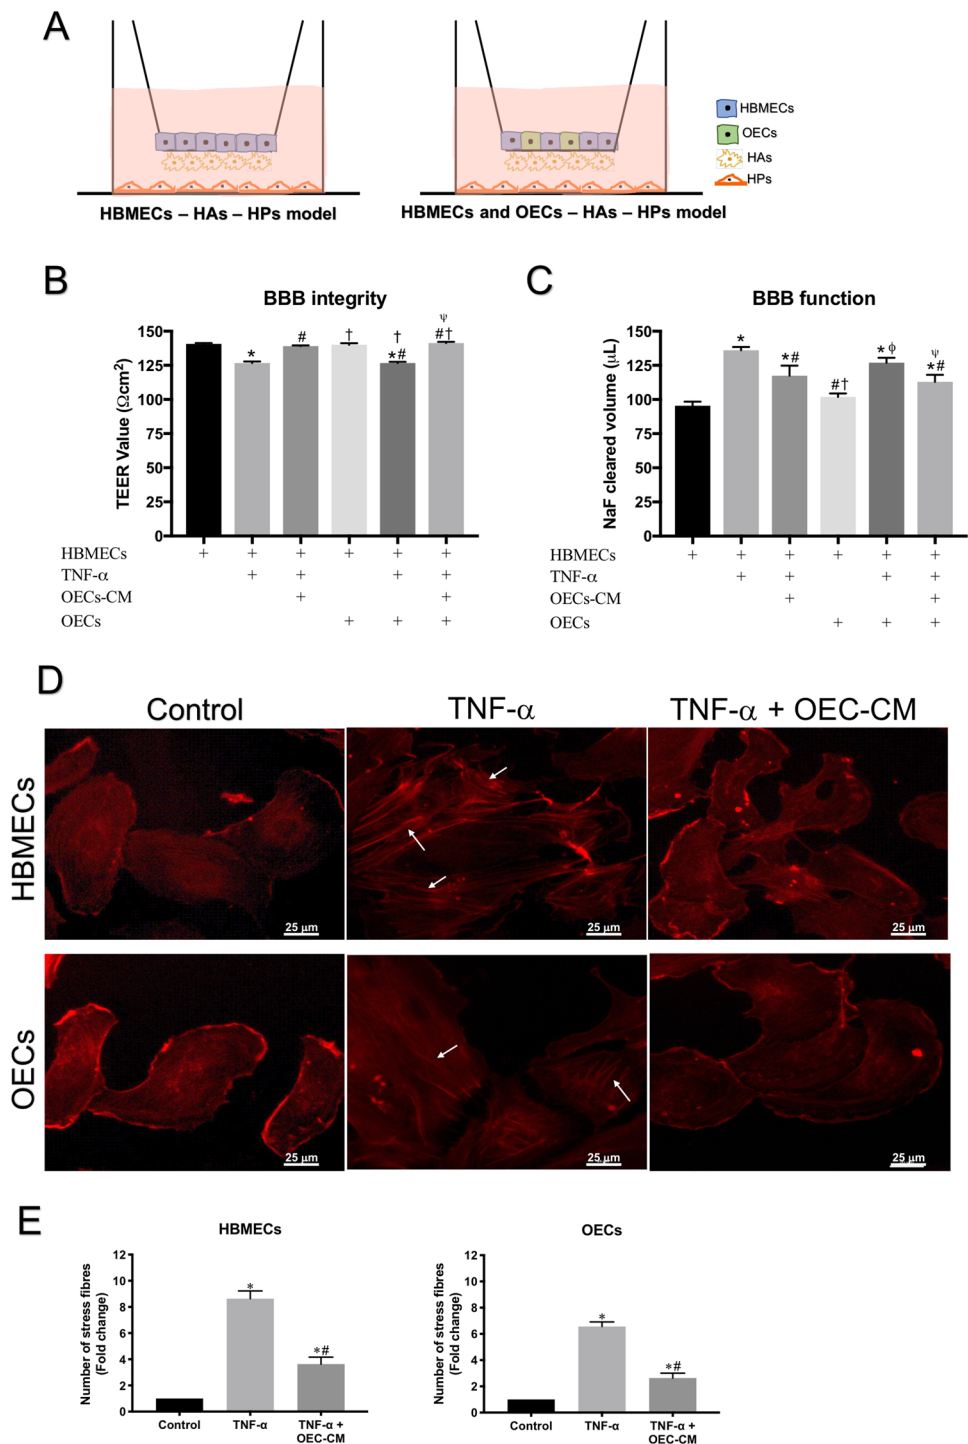 A
HBMECs
OECs
HAs
HPs
HBMECs – HAs – HPs model
HBMECs and OECs – HAs – HPs model
B
BBB integrity
TEER Value (Ωcm²)
150
125
100
75
50
25
0
*
#
†
†
*#
ψ
#†
HBMECs + + + + + +
TNF-α + + + +
OECs-CM + +
OECs + + +
C
BBB function
NaF cleared volume (μL)
150
125
100
75
50
25
0
*
*#
#†
*ϕ
ψ
*#
HBMECs + + + + + +
TNF-α + + + +
OECs-CM + +
OECs + + +
D
Control TNF-α TNF-α + OEC-CM
HBMECs
25 μm 25 μm 25 μm
OECs
25 μm 25 μm 25 μm
E
HBMECs
Number of stress fibres
(Fold change)
12
10
8
6
4
2
0
*
*#
Control TNF-α TNF-α +
OEC-CM
OECs
Number of stress fibres
(Fold change)
12
10
8
6
4
2
0
*
*#
Control TNF-α TNF-α +
OEC-CM